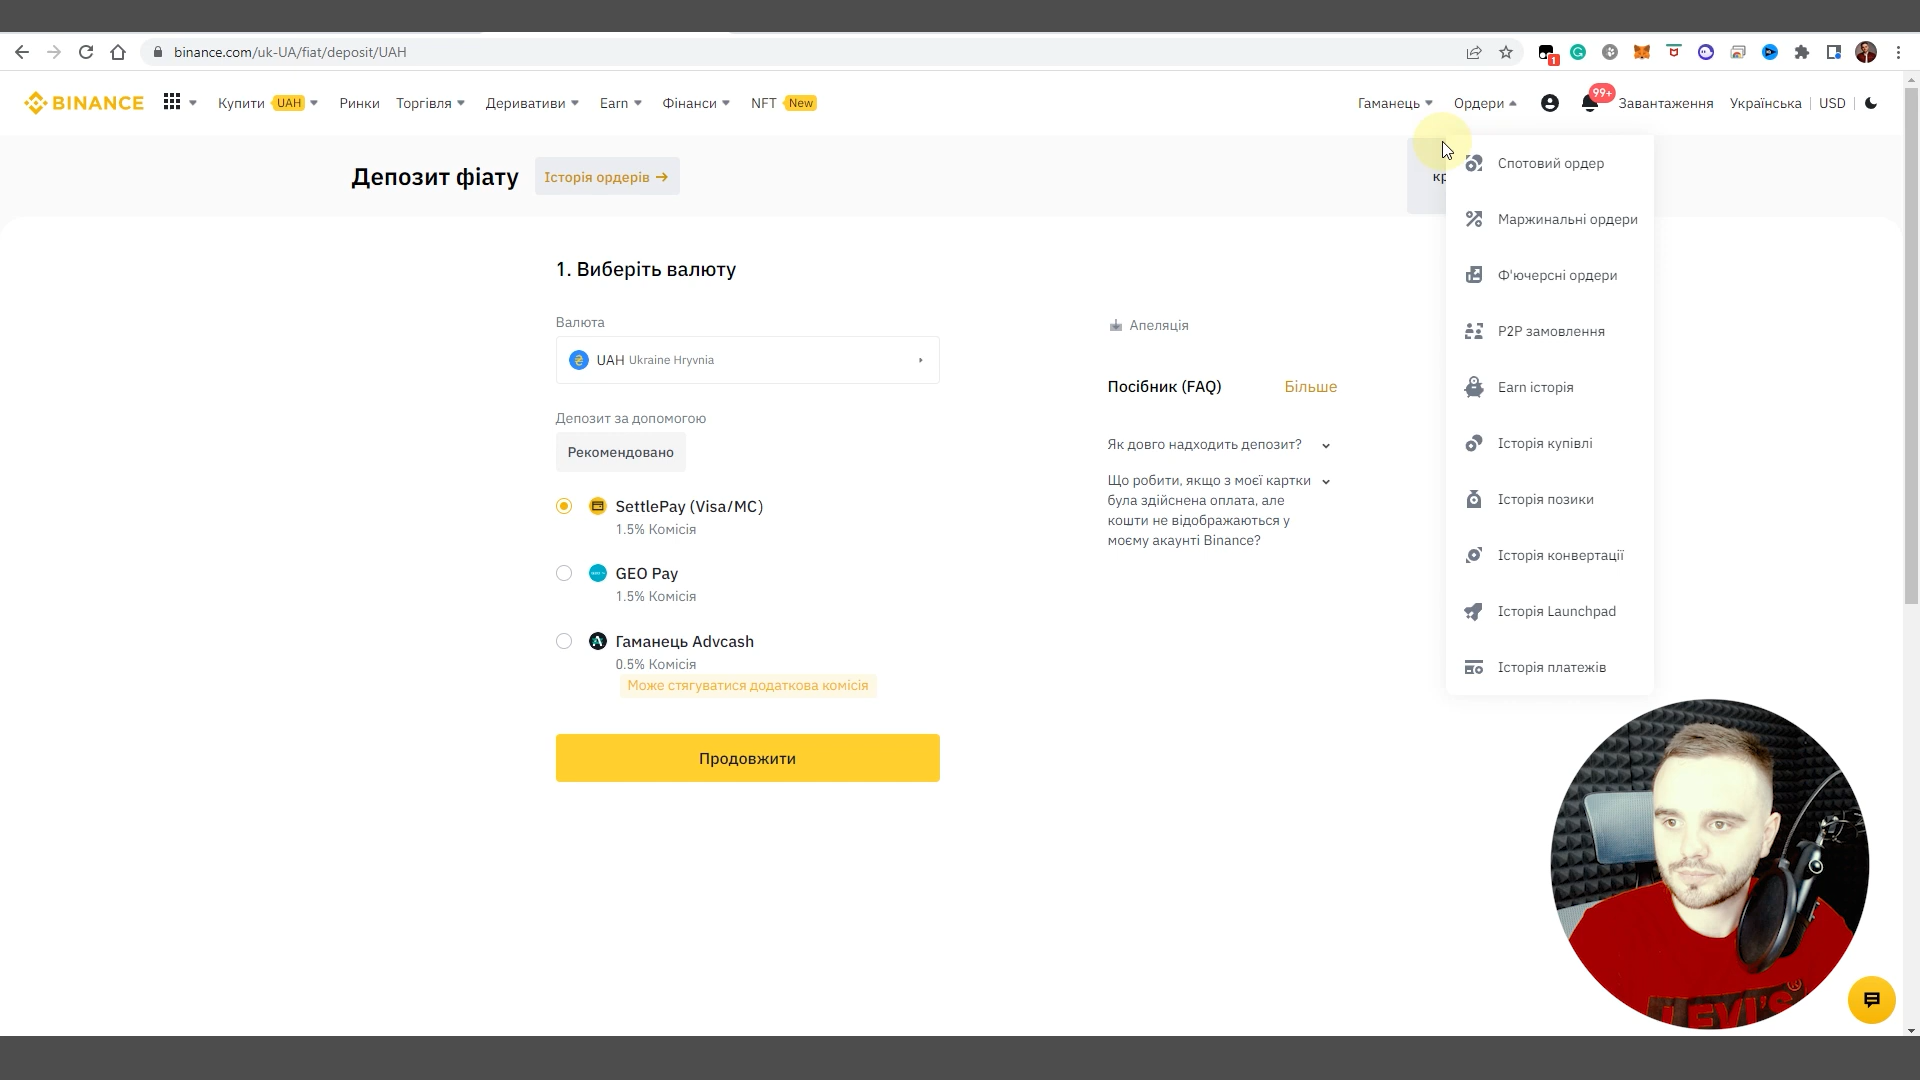 binance.com/uk-UA/fiat/deposit/UAH
1
BINANCE
Купити UAH
Ринки
Торгівля
Деривативи
Earn
Фінанси
NFT New
Гаманець
Ордери
99+
Завантаження
Українська
USD
Депозит фіату
Історія ордерів →
кр
Спотовий ордер
Маржинальні ордери
Ф'ючерсні ордери
P2P замовлення
Earn історія
Історія купівлі
Історія позики
Історія конвертації
Історія Launchpad
Історія платежів
1. Виберіть валюту
Валюта
UAH Ukraine Hryvnia
Депозит за допомогою
Рекомендовано
SettlePay (Visa/MC)
1.5% Комісія
GEO Pay
1.5% Комісія
Гаманець Advcash
0.5% Комісія
Може стягуватися додаткова комісія
Продовжити
Апеляція
Посібник (FAQ)
Більше
Як довго надходить депозит?
Що робити, якщо з моєї картки
була здійснена оплата, але
кошти не відображаються у
моєму акаунті Binance?
LEVI'S®